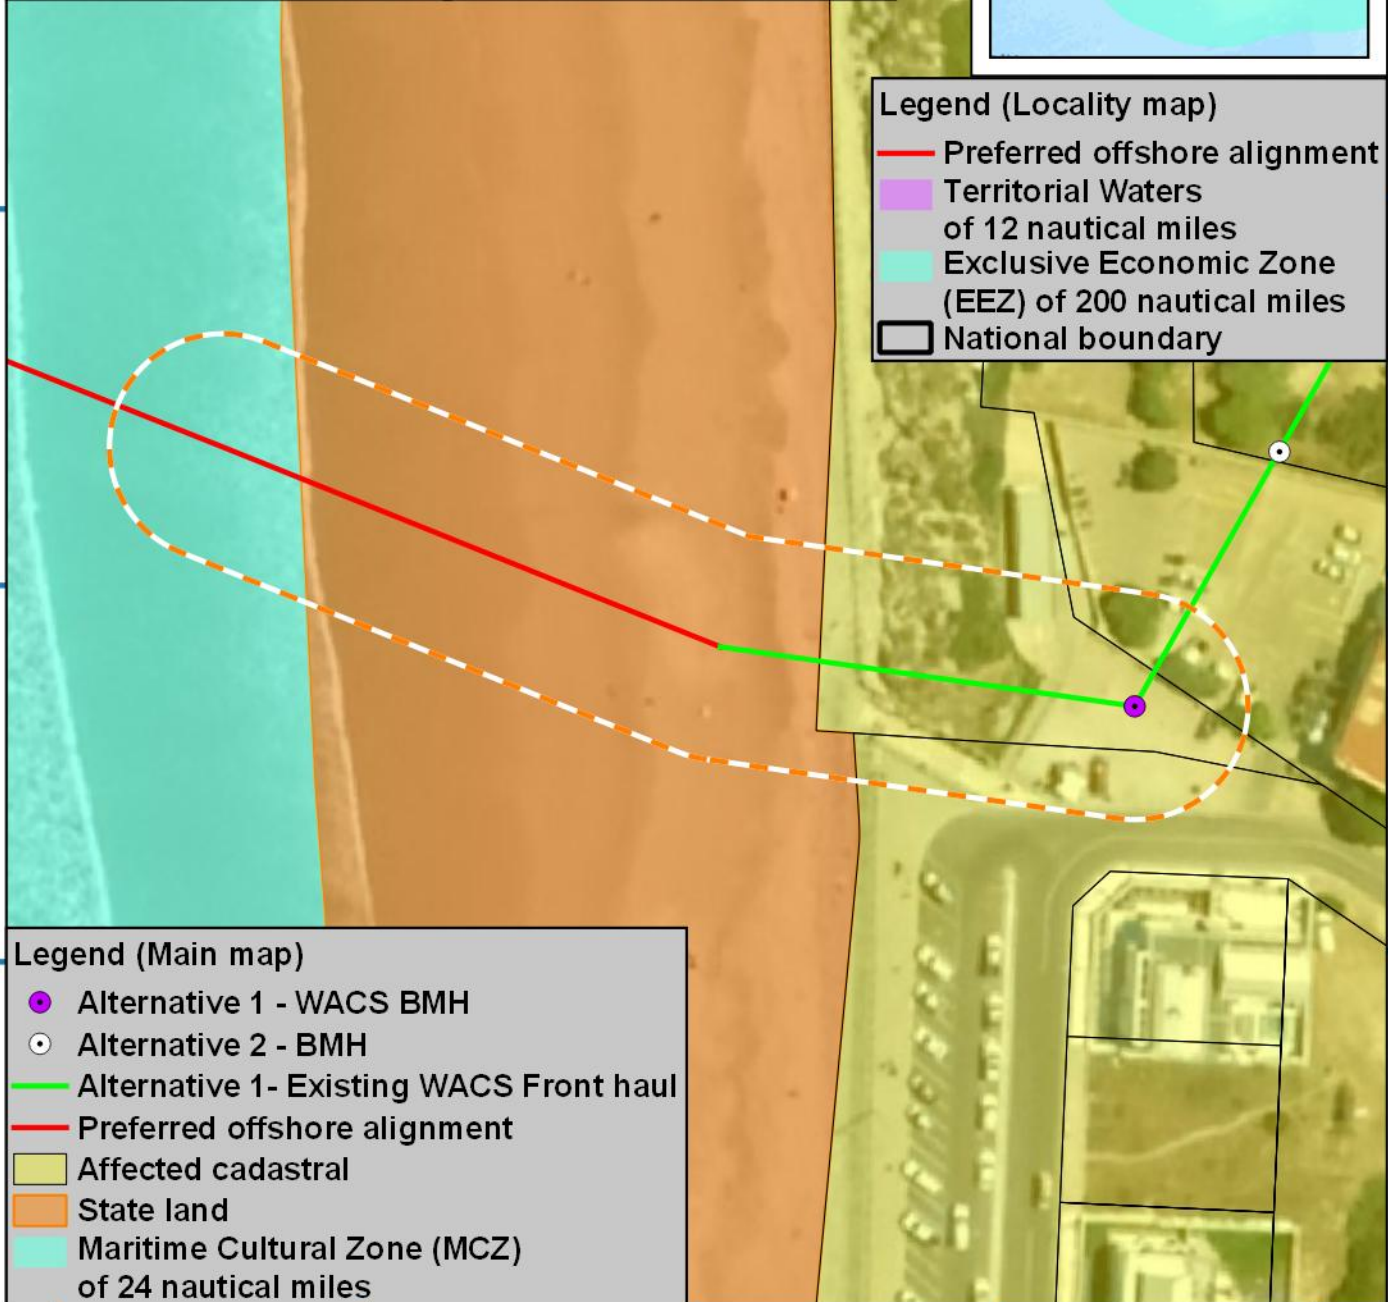 Legend (Locality map)
Preferred offshore alignment
Territorial Waters
of 12 nautical miles
Exclusive Economic Zone
(EEZ) of 200 nautical miles
National boundary
Legend (Main map)
Alternative 1 - WACS BMH
Alternative 2 - BMH
Alternative 1- Existing WACS Front haul
Preferred offshore alignment
Affected cadastral
State land
Maritime Cultural Zone (MCZ)
of 24 nautical miles